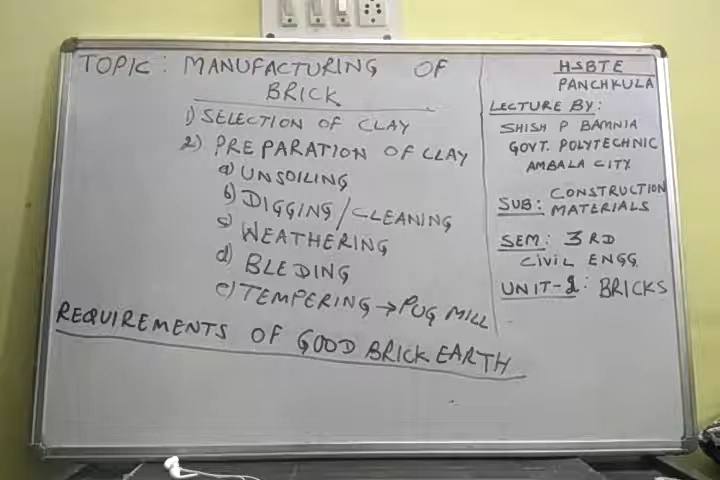 TOPIC: MANUFACTURING OF
BRICK
1) SELECTION OF CLAY
2) PREPARATION OF CLAY
a) UNSOILING
b) DIGGING/CLEANING
c) WEATHERING
d) BLEDING
e) TEMPERING → PUG MILL
REQUIREMENTS OF GOOD BRICK EARTH
HSBTE
PANCHKULA
LECTURE BY:
SHISH P BAMNIA
GOVT. POLYTECHNIC
AMBALA CITY
SUB: CONSTRUCTION
MATERIALS
SEM: 3RD
CIVIL ENGG.
UNIT-2: BRICKS